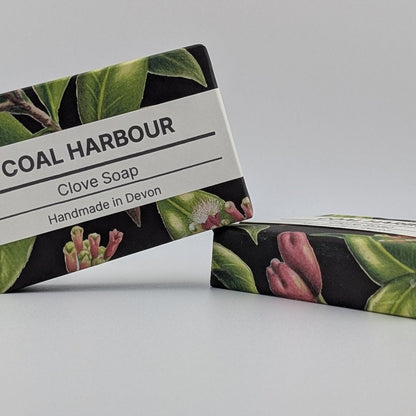 COAL HARBOUR
Clove Soap
Handmade in Devon